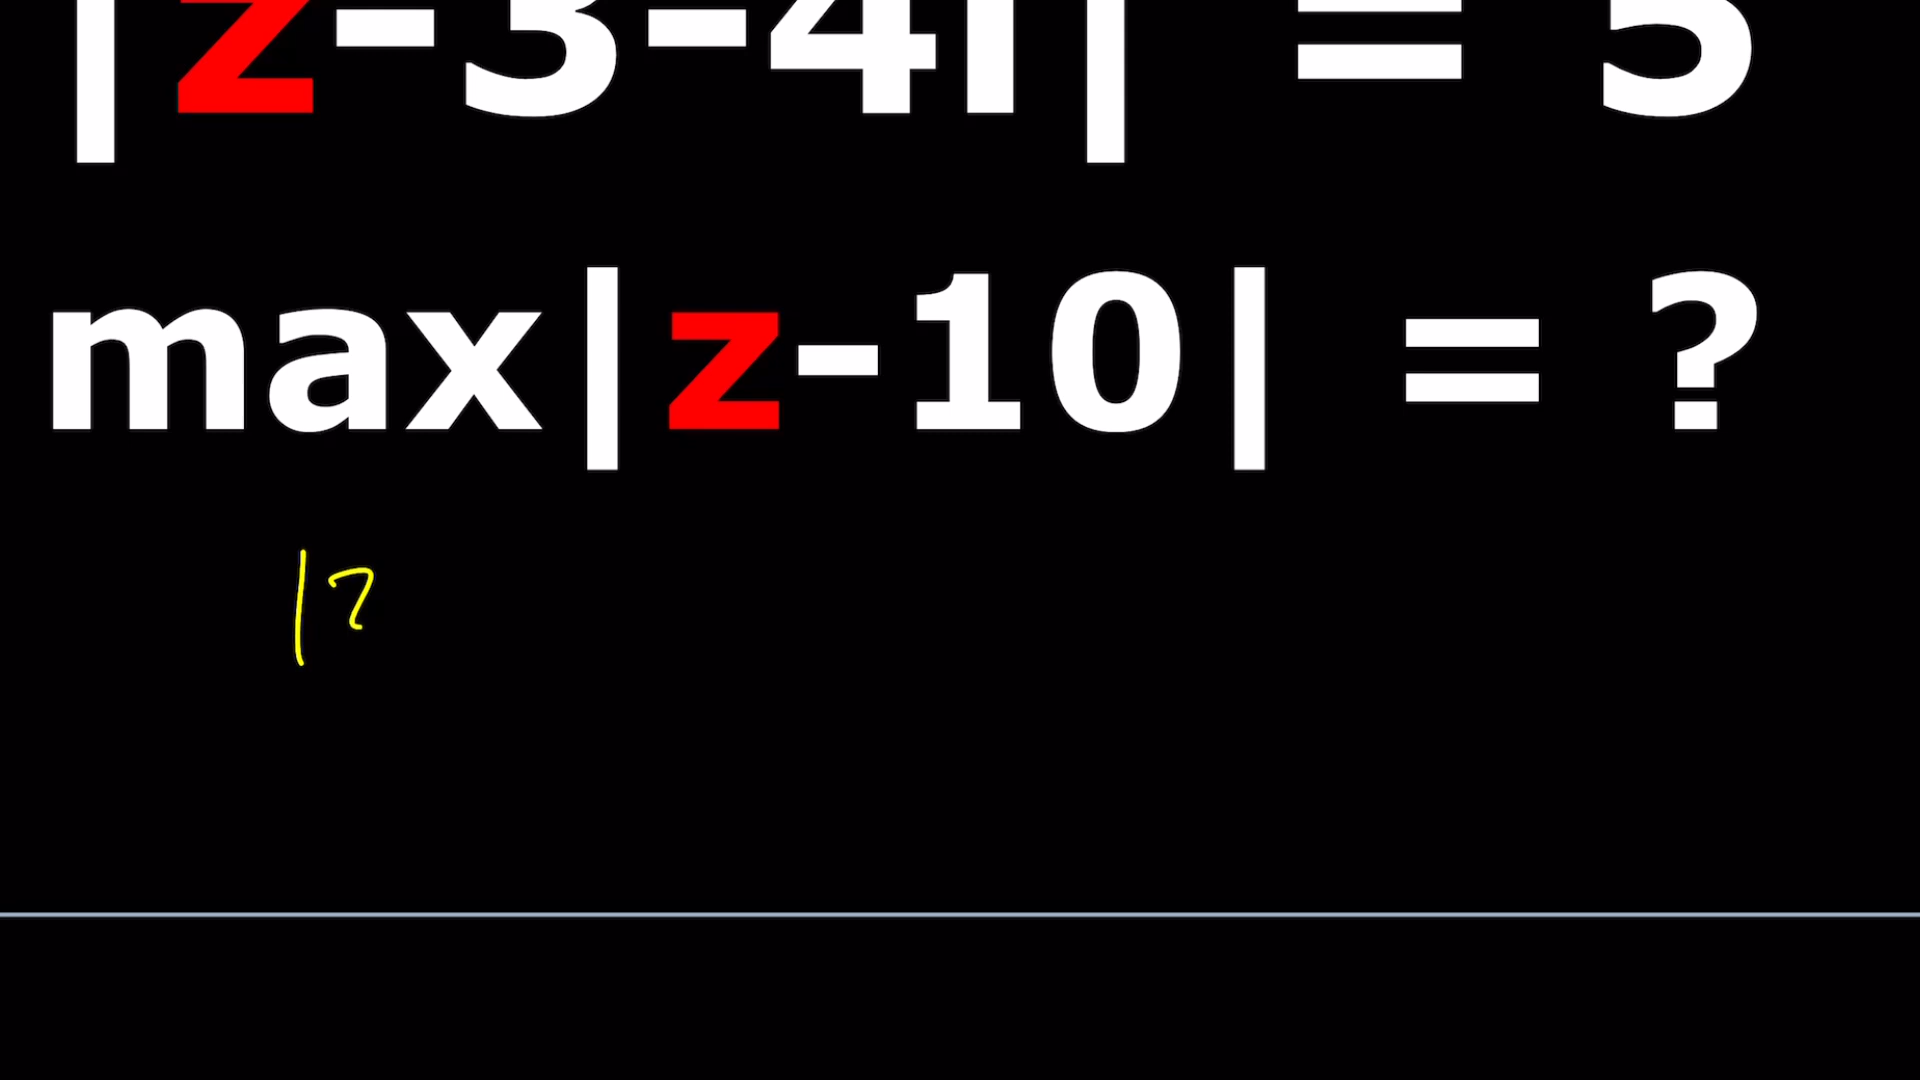 |z-3-4i| = 5
max|z-10| = ?
|z